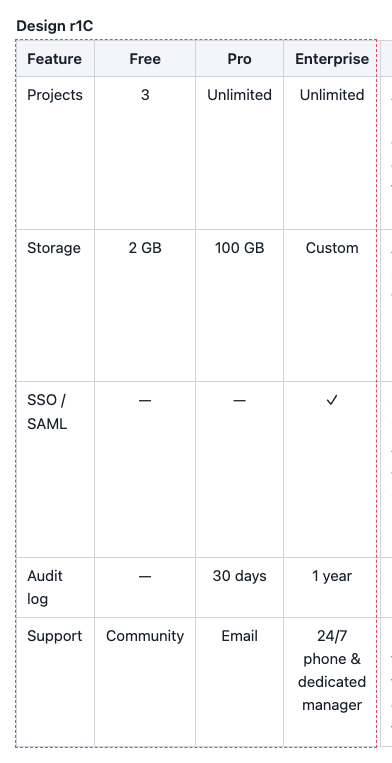 Design r1C
Feature Free Pro Enterprise
Projects 3 Unlimited Unlimited
Storage 2 GB 100 GB Custom
SSO / — — ✓
SAML
Audit — 30 days 1 year
log
Support Community Email 24/7
phone &
dedicated
manager